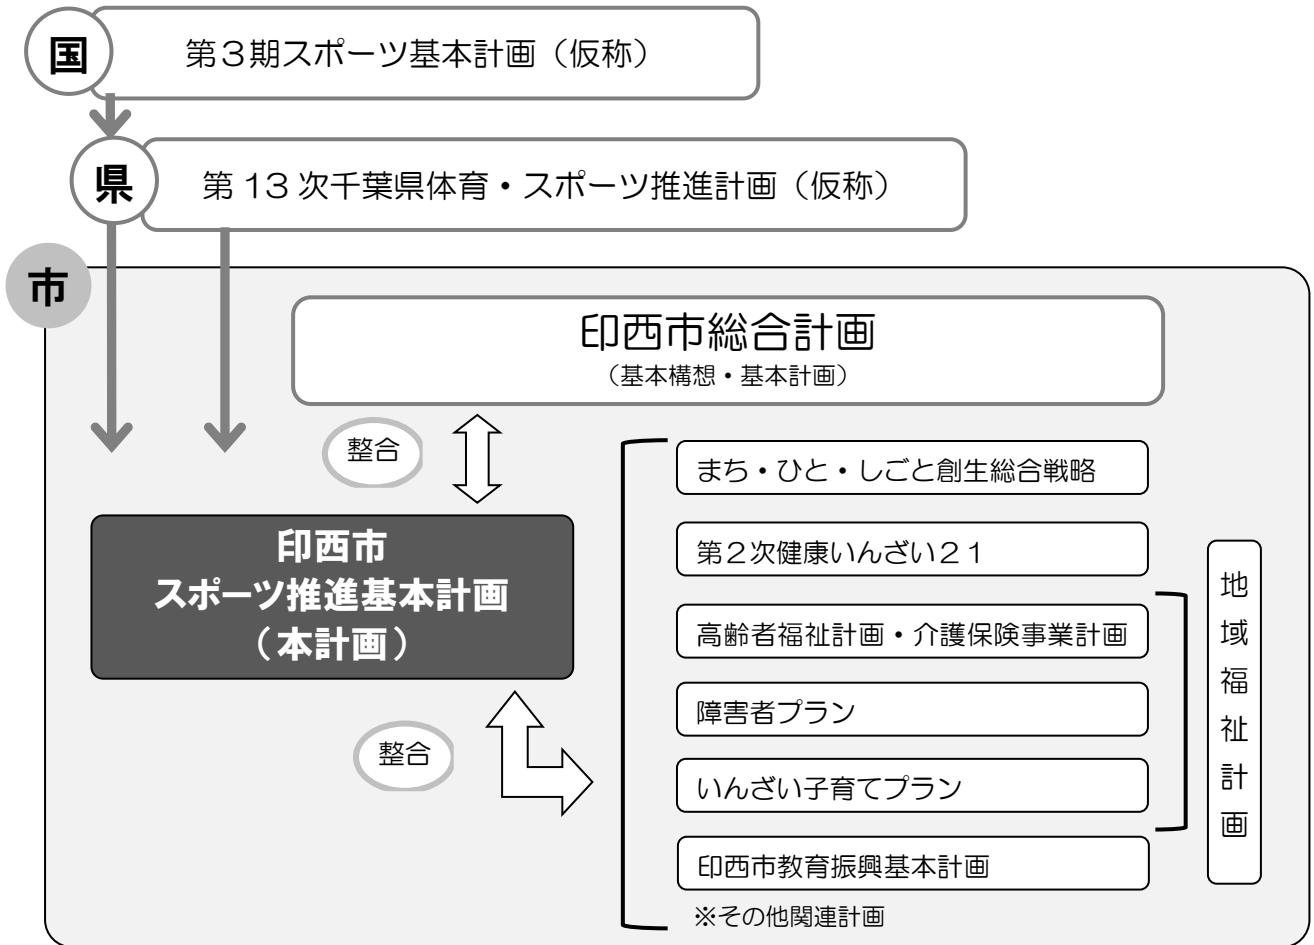 国
第3期スポーツ基本計画（仮称）
県
第 13 次千葉県体育・スポーツ推進計画（仮称）
市
印西市総合計画
（基本構想・基本計画）
整合
印西市
スポーツ推進基本計画
（本計画）
整合
まち・ひと・しごと創生総合戦略
第２次健康いんざい２１
高齢者福祉計画・介護保険事業計画
障害者プラン
いんざい子育てプラン
印西市教育振興基本計画
※その他関連計画
地域福祉計画